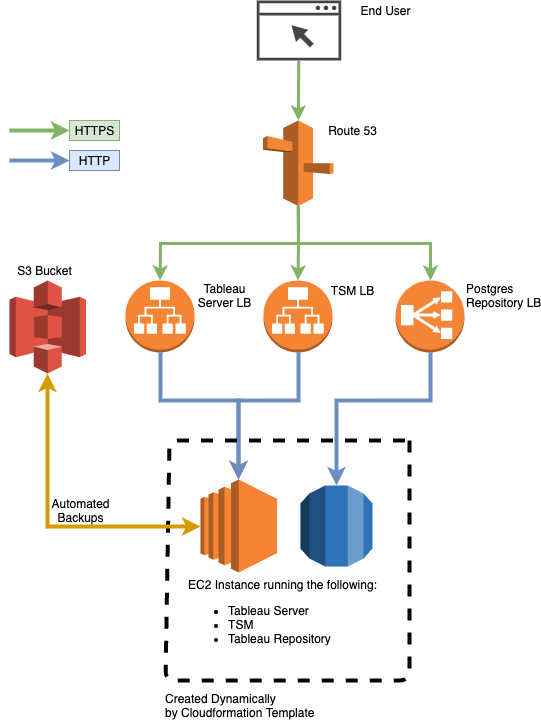 End User
Route 53
HTTPS
HTTP
S3 Bucket
Tableau
Server LB
TSM LB
Postgres
Repository LB
Automated
Backups
EC2 Instance running the following:
• Tableau Server
• TSM
• Tableau Repository
Created Dynamically
by Cloudformation Template